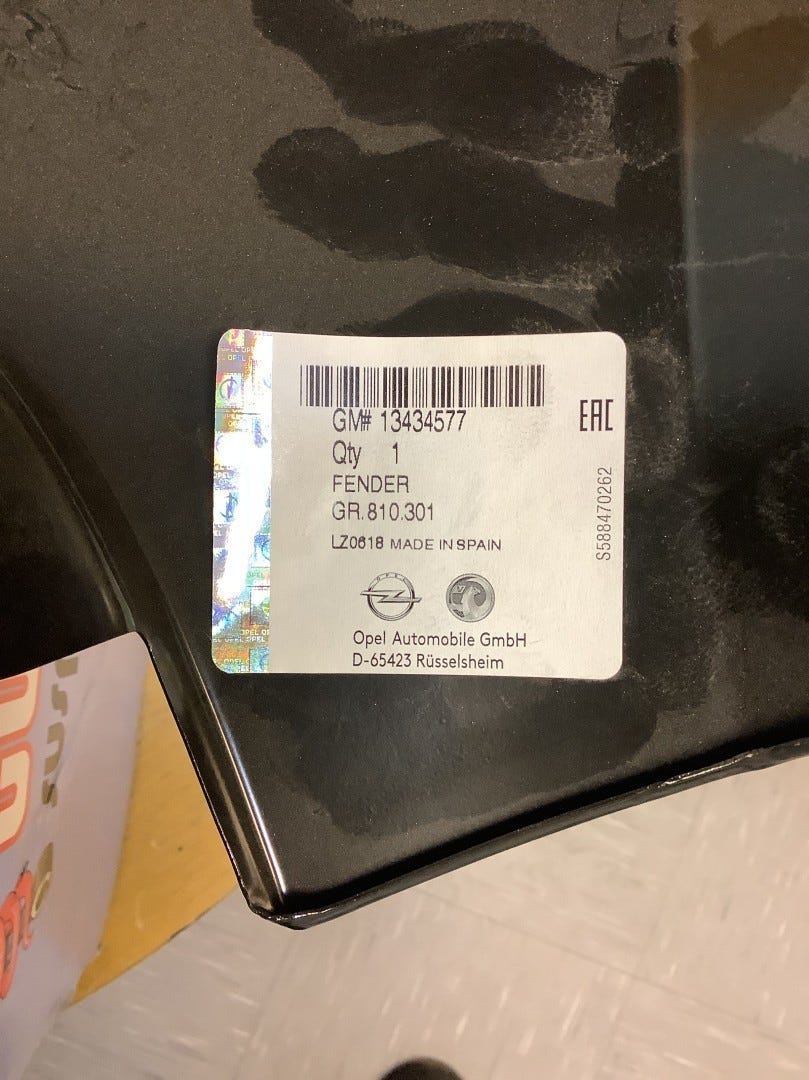 GM# 13434577
Qty 1
FENDER
GR.810.301
LZ0618 MADE IN SPAIN
EAC
S588470262
OPEL
Opel Automobile GmbH
D-65423 Rüsselsheim